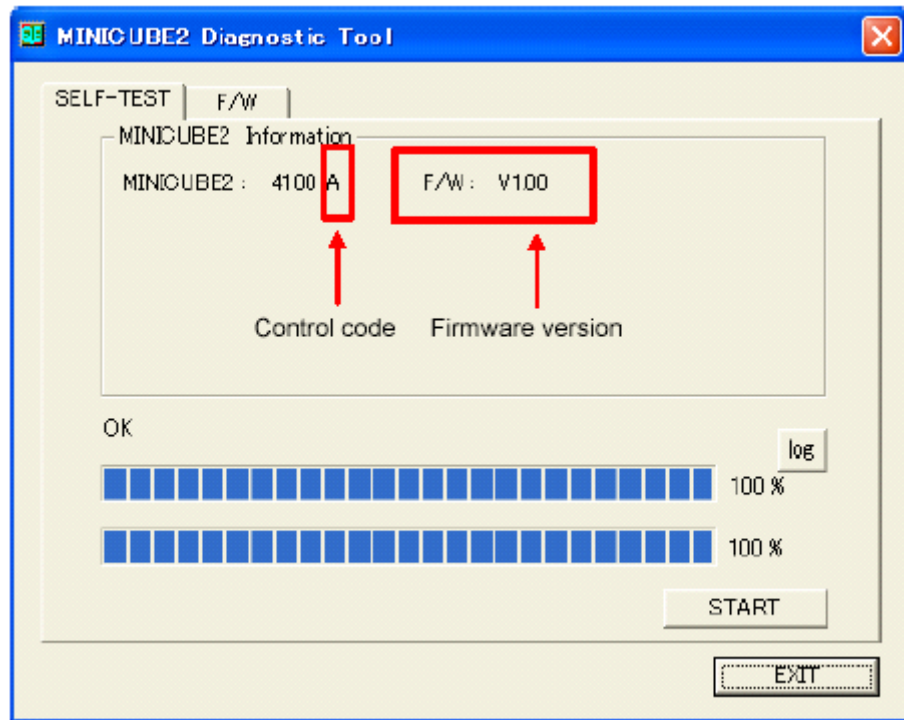 MINICUBE2 Diagnostic Tool
SELF-TEST
F/W
MINICUBE2 Information
MINICUBE2 : 4100 A F/W : V1.00
Control code Firmware version
OK
log
100 %
100 %
START
EXIT